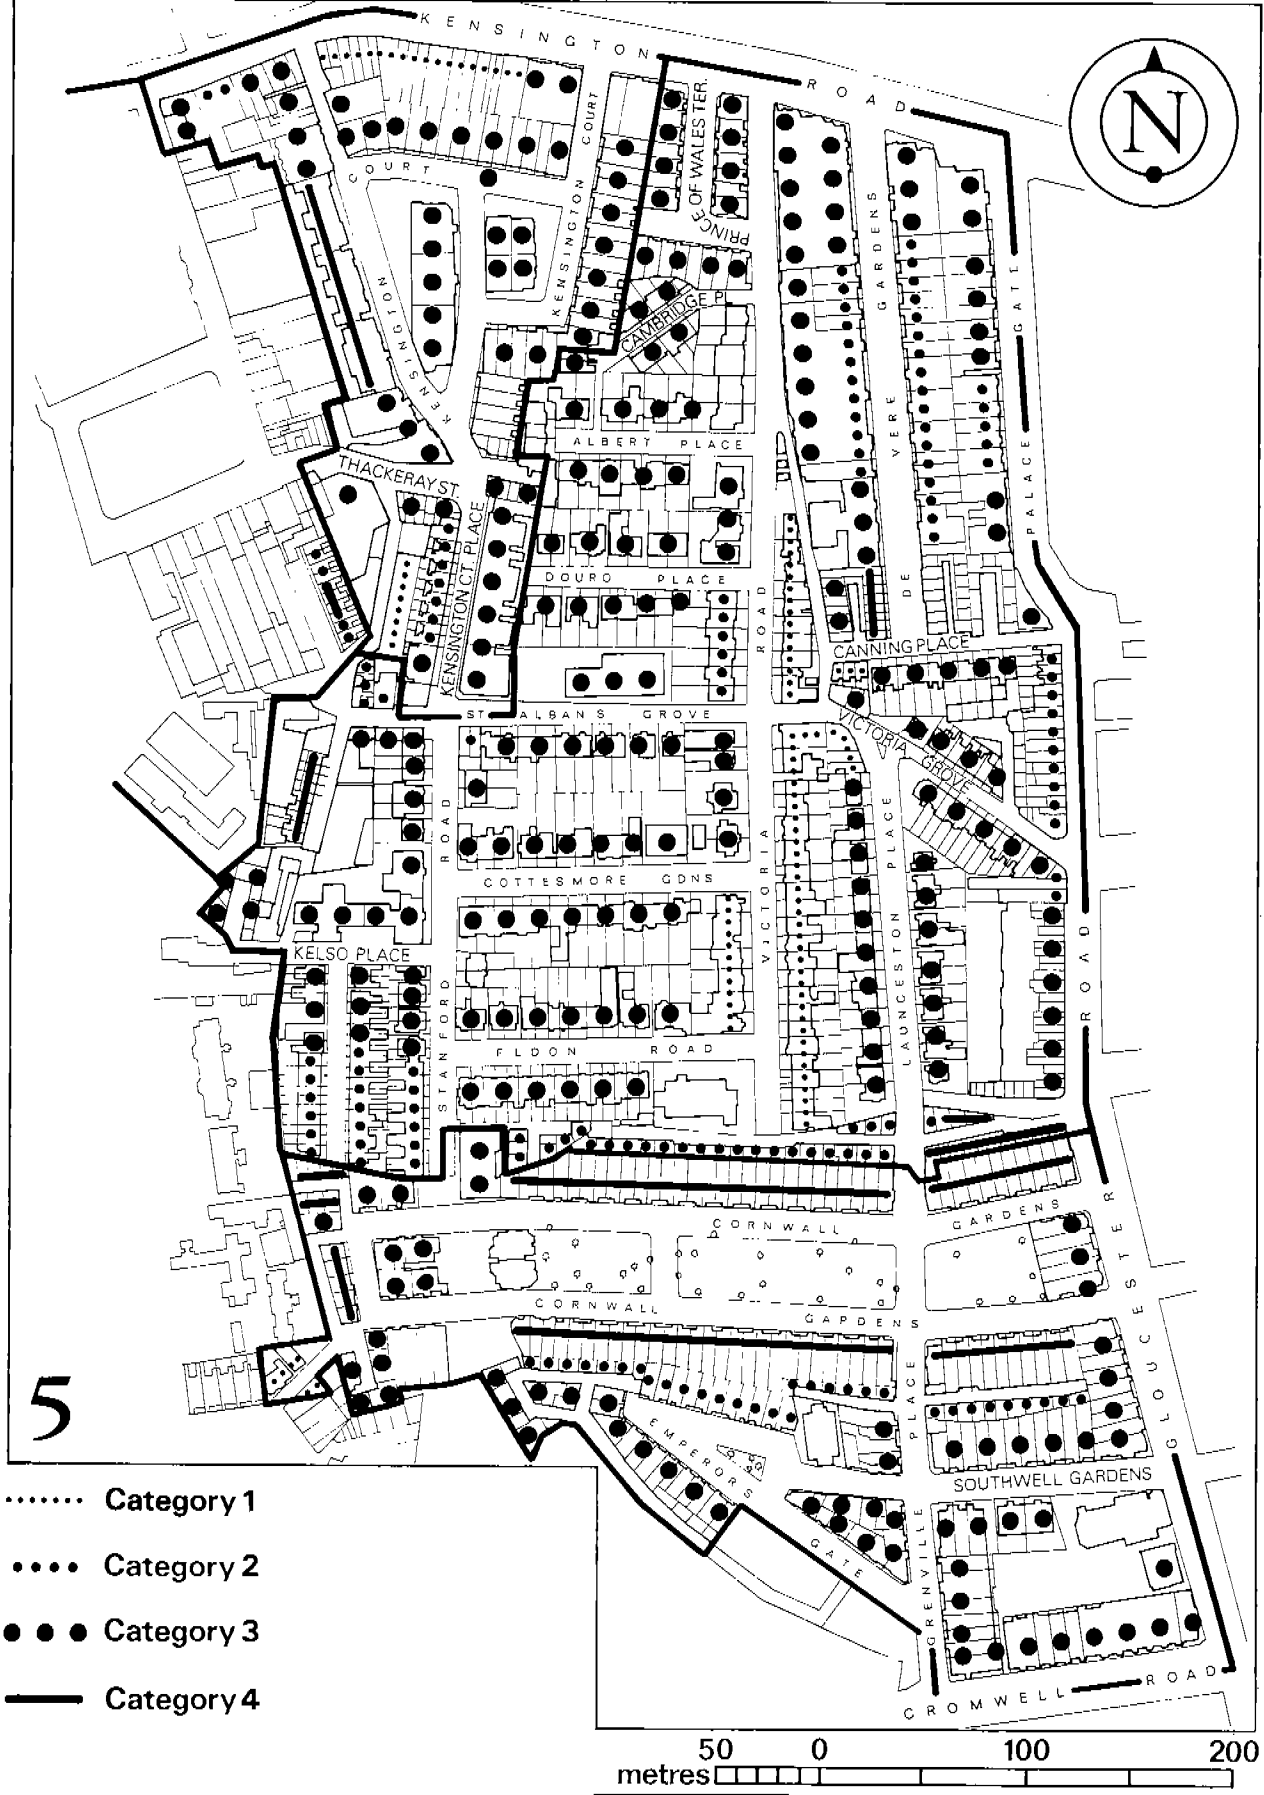 KENSINGTON ROAD
N
KENSINGTON COURT
COURT
PRINCE OF WALES TER.
KENSINGTON
CAMBRIDGE P
VERE GARDENS
DE
PALACE GATE
ALBERT PLACE
THACKERAY ST.
KENSINGTON CT. PLACE
DOURO PLACE
CANNING PLACE
ST ALBANS GROVE
VICTORIA GROVE
VICTORIA ROAD
STANFORD ROAD
LAUNCESTON PLACE
COTTESMORE GDNS
KELSO PLACE
ELDON ROAD
CORNWALL GARDENS
CORNWALL GARDENS
GLOUCESTER ROAD
EMPERORS GATE
PLACE
SOUTHWELL GARDENS
GRENVILLE
CROMWELL ROAD
5
Category 1
Category 2
Category 3
Category 4
50 0 100 200
metres